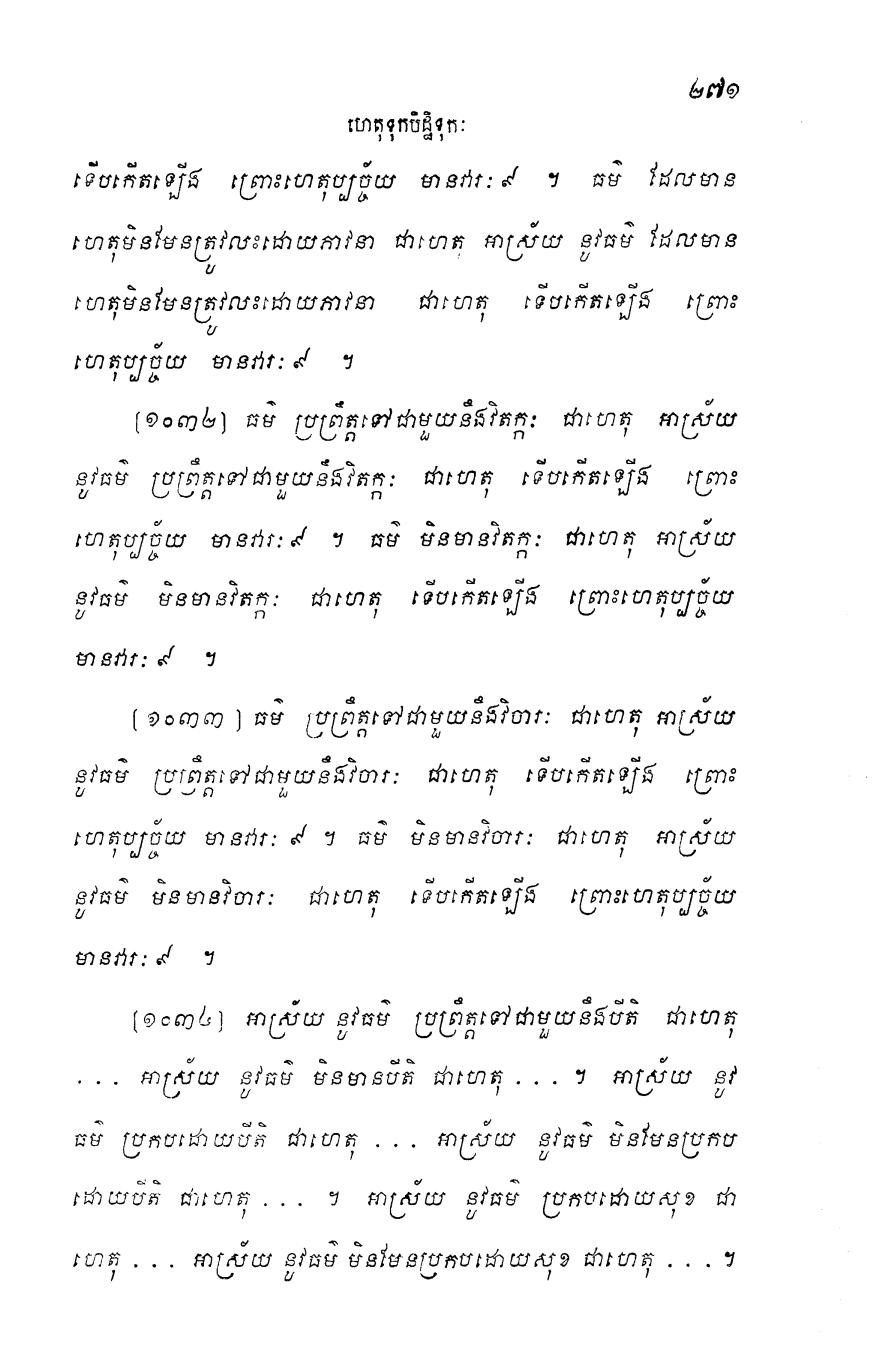 ២៧១
ហេតុទុកបិដ្ឋិទុកៈ
ទើបកើតឡើង ព្រោះហេតុប្បច្ច័យ មានវារៈ ៩ ។ ធម៌ ដែលមាន
ហេតុមិនមែនត្រូវលះដោយភាវនា ជាហេតុ អាស្រ័យ នូវធម៌ ដែលមាន
ហេតុមិនមែនត្រូវលះដោយភាវនា ជាហេតុ ទើបកើតឡើង ព្រោះ
ហេតុប្បច្ច័យ មានវារៈ ៩ ។
[១០៣២] ធម៌ ប្រព្រឹត្តទៅជាមួយនឹងវិតក្កៈ ជាហេតុ អាស្រ័យ
នូវធម៌ ប្រព្រឹត្តទៅជាមួយនឹងវិតក្កៈ ជាហេតុ ទើបកើតឡើង ព្រោះ
ហេតុប្បច្ច័យ មានវារៈ ៩ ។ ធម៌ មិនមានវិតក្កៈ ជាហេតុ អាស្រ័យ
នូវធម៌ មិនមានវិតក្កៈ ជាហេតុ ទើបកើតឡើង ព្រោះហេតុប្បច្ច័យ
មានវារៈ ៩ ។
[១០៣៣] ធម៌ ប្រព្រឹត្តទៅជាមួយនឹងវិចារៈ ជាហេតុ អាស្រ័យ
នូវធម៌ ប្រព្រឹត្តទៅជាមួយនឹងវិចារៈ ជាហេតុ ទើបកើតឡើង ព្រោះ
ហេតុប្បច្ច័យ មានវារៈ ៩ ។ ធម៌ មិនមានវិចារៈ ជាហេតុ អាស្រ័យ
នូវធម៌ មិនមានវិចារៈ ជាហេតុ ទើបកើតឡើង ព្រោះហេតុប្បច្ច័យ
មានវារៈ ៩ ។
[១០៣៤] អាស្រ័យ នូវធម៌ ប្រព្រឹត្តទៅជាមួយនឹងបីតិ ជាហេតុ
... អាស្រ័យ នូវធម៌ មិនមានបីតិ ជាហេតុ ... ។ អាស្រ័យ នូវ
ធម៌ ប្រកបដោយបីតិ ជាហេតុ ... អាស្រ័យ នូវធម៌ មិនមែនប្រកប
ដោយបីតិ ជាហេតុ ... ។ អាស្រ័យ នូវធម៌ ប្រកបដោយសុខ ជា
ហេតុ ... អាស្រ័យ នូវធម៌ មិនមែនប្រកបដោយសុខ ជាហេតុ ... ។